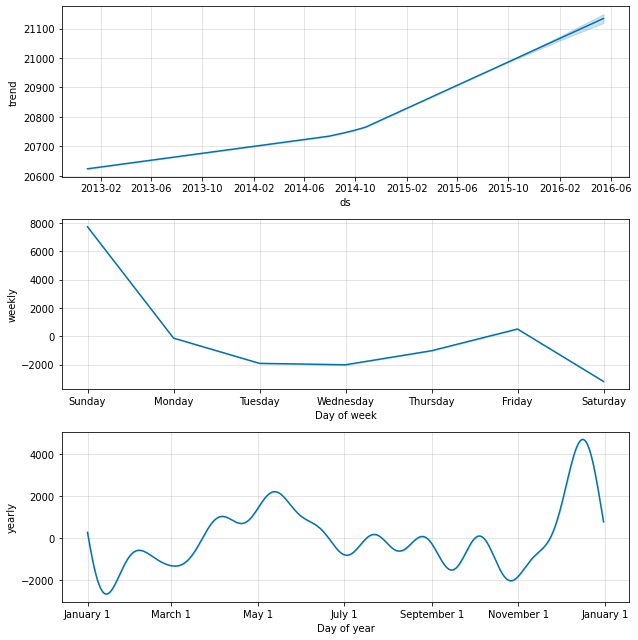 21100
21000
20900
20800
20700
20600
trend
2013-02 2013-06 2013-10 2014-02 2014-06 2014-10 2015-02 2015-06 2015-10 2016-02 2016-06
ds
8000
6000
4000
2000
0
−2000
weekly
Sunday Monday Tuesday Wednesday Thursday Friday Saturday
Day of week
4000
2000
0
−2000
yearly
January 1 March 1 May 1 July 1 September 1 November 1 January 1
Day of year